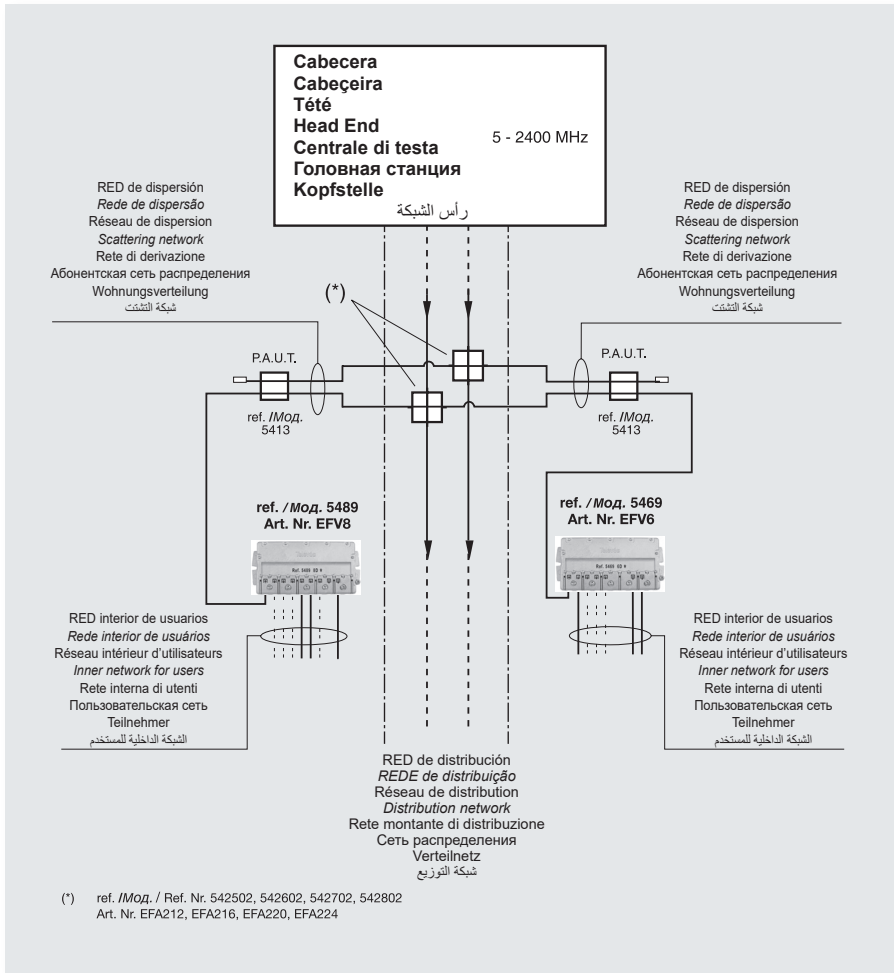 Cabecera
Cabeçeira
Tété
Head End
Centrale di testa
Головная станция
Kopfstelle
رأس الشبكة
5 - 2400 MHz
RED de dispersión
Rede de dispersão
Réseau de dispersion
Scattering network
Rete di derivazione
Абонентская сеть распределения
Wohnungsverteilung
شبكة التشتت
RED de dispersión
Rede de dispersão
Réseau de dispersion
Scattering network
Rete di derivazione
Абонентская сеть распределения
Wohnungsverteilung
شبكة التشتت
(*)
P.A.U.T.
ref. /Мод.
5413
P.A.U.T.
ref. /Мод.
5413
ref. /Мод. 5489
Art. Nr. EFV8
Ref. 5489
ref. /Мод. 5469
Art. Nr. EFV6
Ref. 5469
RED interior de usuarios
Rede interior de usuários
Réseau intérieur d'utilisateurs
Inner network for users
Rete interna di utenti
Пользовательская сеть
Teilnehmer
الشبكة الداخلية للمستخدم
RED interior de usuarios
Rede interior de usuários
Réseau intérieur d'utilisateurs
Inner network for users
Rete interna di utenti
Пользовательская сеть
Teilnehmer
الشبكة الداخلية للمستخدم
RED de distribución
REDE de distribuição
Réseau de distribution
Distribution network
Rete montante di distribuzione
Сеть распределения
Verteilnetz
شبكة التوزيع
(*) ref. /Мод. / Ref. Nr. 542502, 542602, 542702, 542802
Art. Nr. EFA212, EFA216, EFA220, EFA224